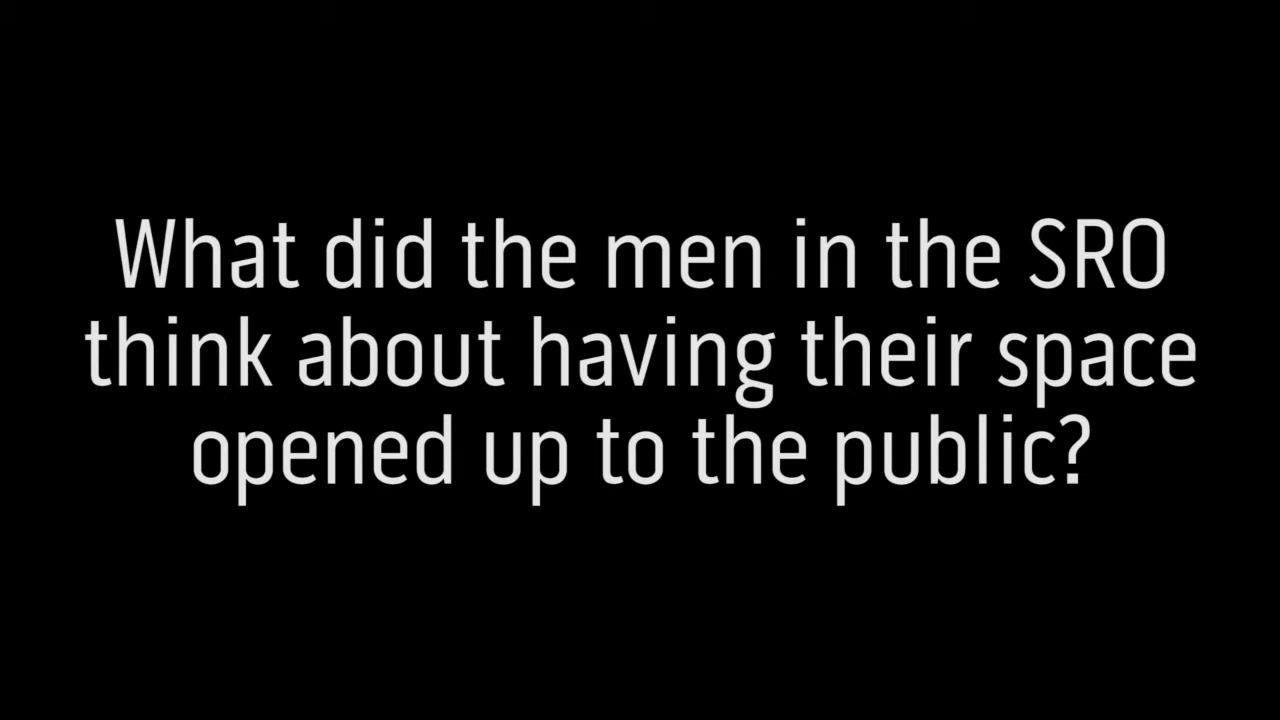 What did the men in the SRO
think about having their space
opened up to the public?